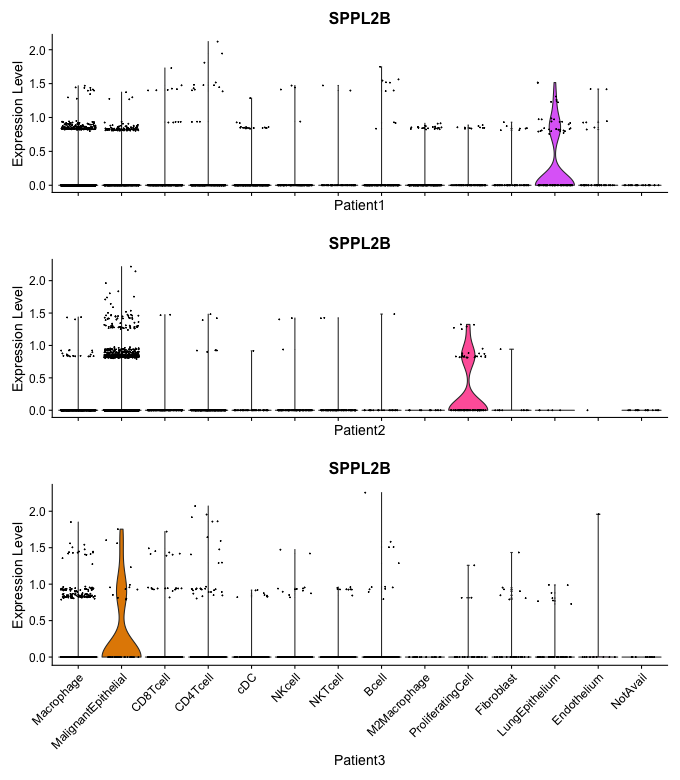 SPPL2B
Expression Level
2.0
1.5
1.0
0.5
0.0
Patient1
SPPL2B
Expression Level
2.0
1.5
1.0
0.5
0.0
Patient2
SPPL2B
Expression Level
2.0
1.5
1.0
0.5
0.0
Macrophage
MalignantEpithelial
CD8Tcell
CD4Tcell
cDC
NKcell
NKTcell
Bcell
M2Macrophage
ProliferatingCell
Fibroblast
LungEpithelium
Endothelium
NotAvail
Patient3